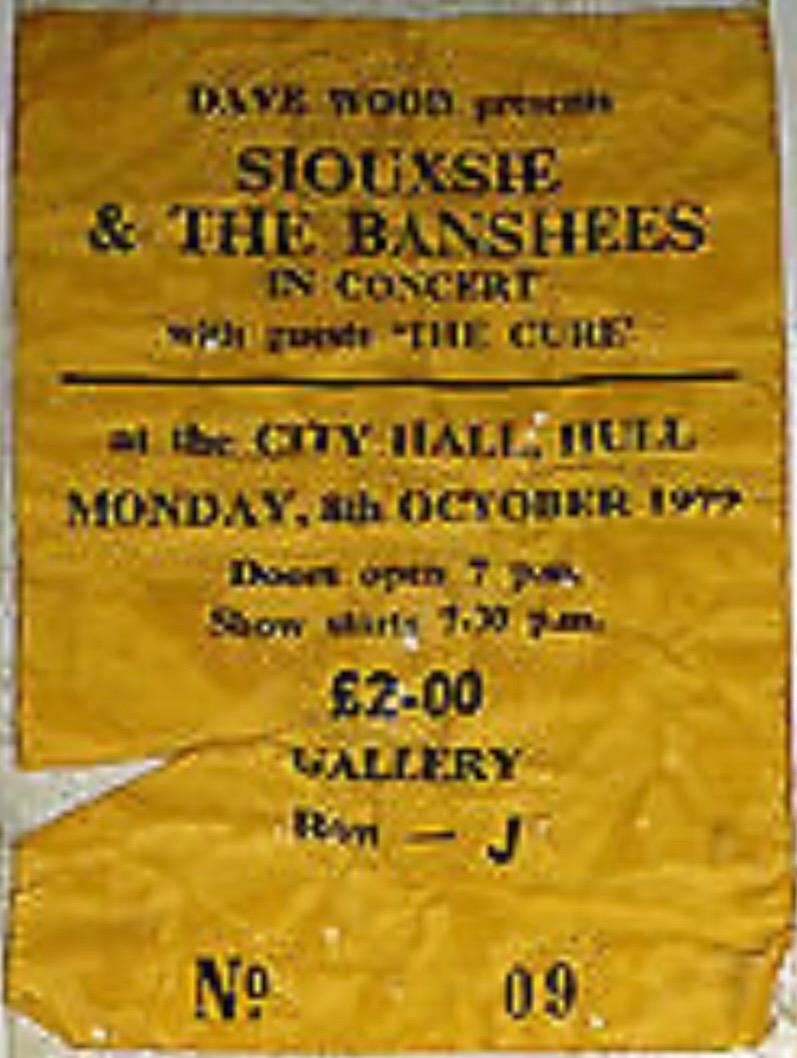 DAVE WOOD presents
SIOUXSIE
& THE BANSHEES
IN CONCERT
with guests 'THE CURE'
at the CITY HALL, HULL
MONDAY, 8th OCTOBER 1979
Doors open 7 p.m.
Show starts 7.30 p.m.
£2-00
GALLERY
Row — J
Nº 09